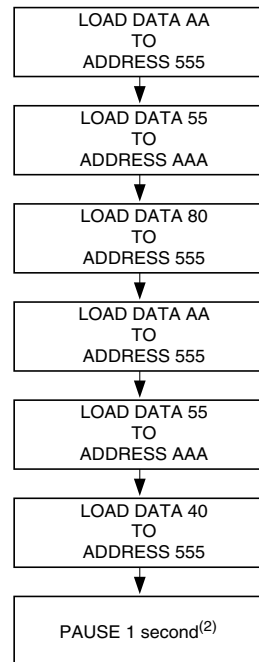 LOAD DATA AA
TO
ADDRESS 555
LOAD DATA 55
TO
ADDRESS AAA
LOAD DATA 80
TO
ADDRESS 555
LOAD DATA AA
TO
ADDRESS 555
LOAD DATA 55
TO
ADDRESS AAA
LOAD DATA 40
TO
ADDRESS 555
PAUSE 1 second(2)